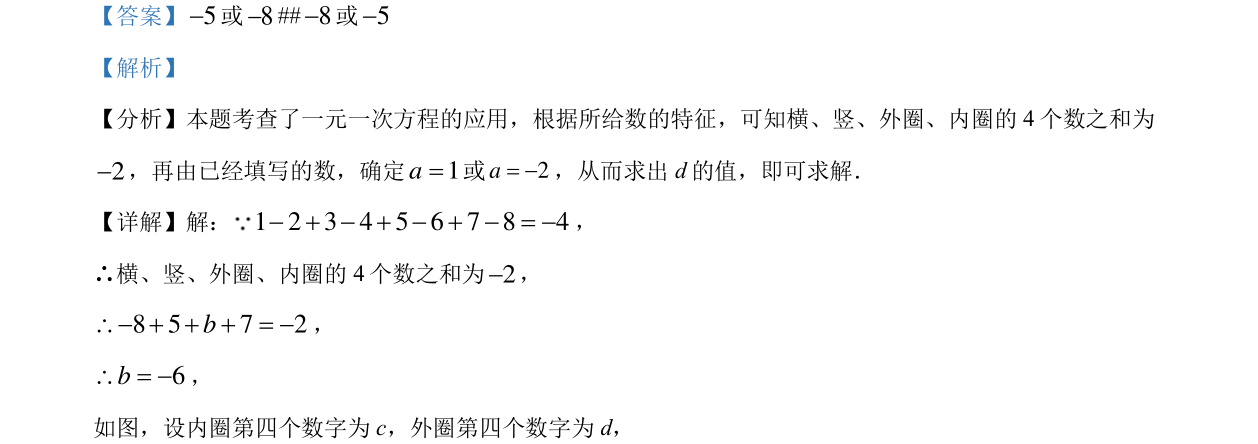 【答案】−5或−8##−8或−5
【解析】
【分析】本题考查了一元一次方程的应用，根据所给数的特征，可知横、竖、外圈、内圈的 4 个数之和为
−2，再由已经填写的数，确定a = 1或a = −2，从而求出 d 的值，即可求解．
【详解】解：∵1−2+3−4+5−6+7−8=−4，
∴横、竖、外圈、内圈的 4 个数之和为−2，
∴−8+5+b+7=−2，
∴b=−6，
如图，设内圈第四个数字为 c，外圈第四个数字为 d，